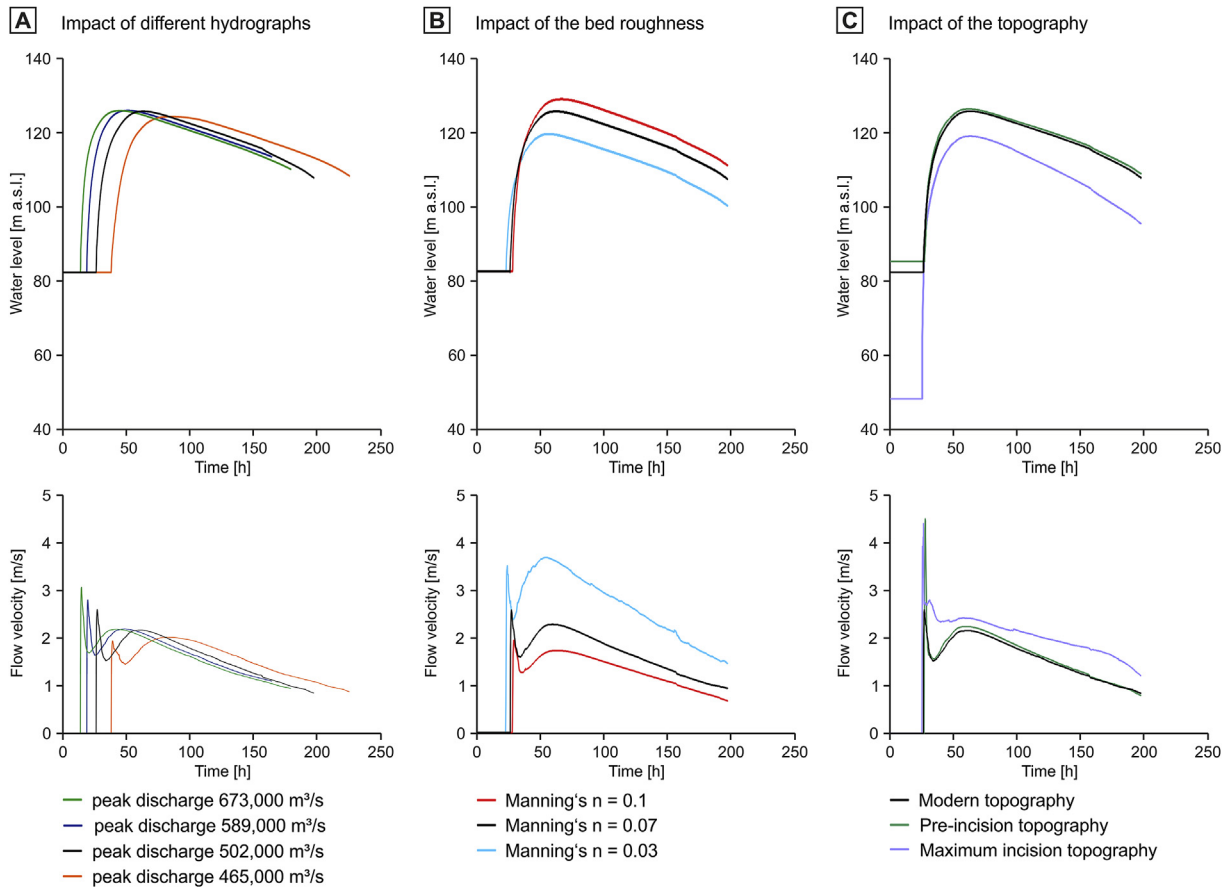 A Impact of different hydrographs
B Impact of the bed roughness
C Impact of the topography
140
120
100
80
60
40
Water level [m a.s.l.]
0 50 100 150 200 250
Time [h]
140
120
100
80
60
40
Water level [m a.s.l.]
0 50 100 150 200 250
Time [h]
140
120
100
80
60
40
Water level [m a.s.l.]
0 50 100 150 200 250
Time [h]
5
4
3
2
1
0
Flow velocity [m/s]
0 50 100 150 200 250
Time [h]
5
4
3
2
1
0
Flow velocity [m/s]
0 50 100 150 200 250
Time [h]
5
4
3
2
1
0
Flow velocity [m/s]
0 50 100 150 200 250
Time [h]
peak discharge 673,000 m³/s
peak discharge 589,000 m³/s
peak discharge 502,000 m³/s
peak discharge 465,000 m³/s
Manning‘s n = 0.1
Manning‘s n = 0.07
Manning‘s n = 0.03
Modern topography
Pre-incision topography
Maximum incision topography